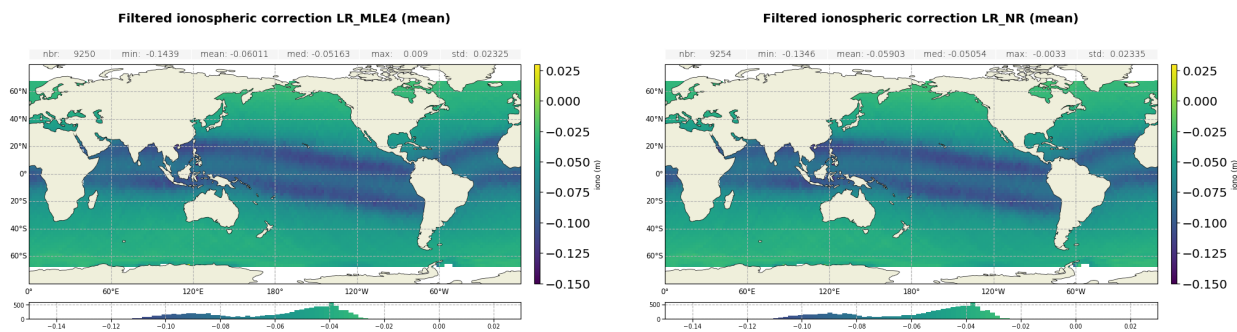 Filtered ionospheric correction LR_MLE4 (mean)
nbr: 9250 min: -0.1439 mean: -0.06011 med: -0.05163 max: 0.009 std: 0.02325
60°N
40°N
20°N
0°
20°S
40°S
60°S
0° 60°E 120°E 180° 120°W 60°W
0.025
0.000
−0.025
−0.050
−0.075
−0.100
−0.125
−0.150
iono (m)
500
0
−0.14 −0.12 −0.10 −0.08 −0.06 −0.04 −0.02 0.00 0.02
Filtered ionospheric correction LR_NR (mean)
nbr: 9254 min: -0.1346 mean: -0.05903 med: -0.05054 max: -0.0033 std: 0.02335
60°N
40°N
20°N
0°
20°S
40°S
60°S
0° 60°E 120°E 180° 120°W 60°W
0.025
0.000
−0.025
−0.050
−0.075
−0.100
−0.125
−0.150
iono (m)
500
0
−0.14 −0.12 −0.10 −0.08 −0.06 −0.04 −0.02 0.00 0.02